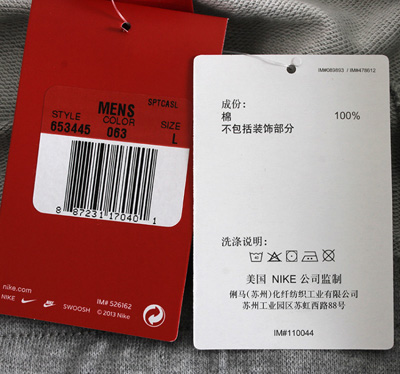 MENS
SPTCASL
STYLE COLOR SIZE
653445 063 L
8 87231 17040 1
nike.com
NIKE
SWOOSH
IM# 526162
© 2013 Nike
IM#089893 / IM#478612
成份:
棉 100%
不包括装饰部分
洗涤说明:
美国 NIKE 公司监制
俐马(苏州)化纤纺织工业有限公司
苏州工业园区苏虹西路88号
IM#110044